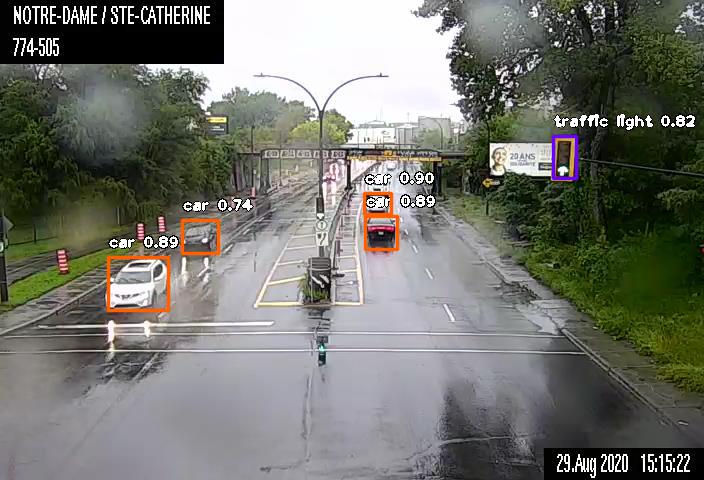 NOTRE-DAME / STE-CATHERINE
774-505
traffic light 0.82
20 ANS
car 0.90
car 0.74
car 0.89
car 0.89
29.Aug 2020 15:15:22